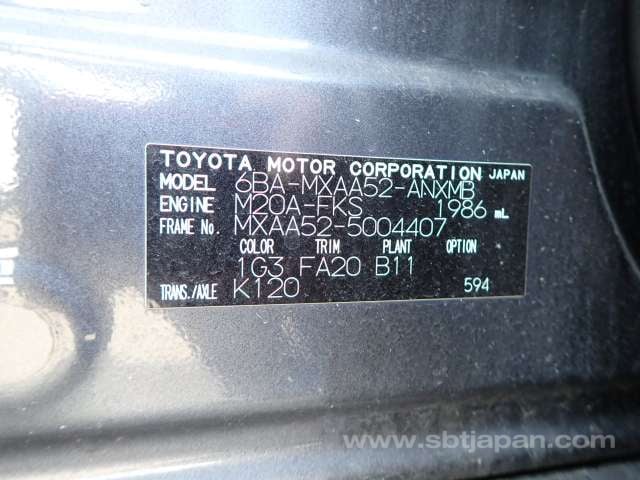 TOYOTA MOTOR CORPORATION JAPAN
MODEL 6BA-MXAA52-ANXMB
ENGINE M20A-FKS 1986 mL
FRAME No. MXAA52-5004407
COLOR TRIM PLANT OPTION
1G3 FA20 B11
TRANS./AXLE K120 594
www.sbtjapan.com